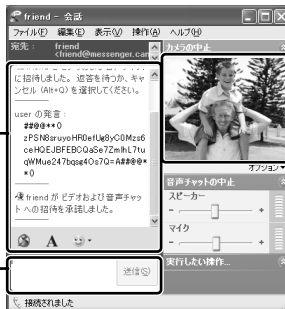 friend - 会話
ファイル(F) 編集(E) 表示(V) 操作(A) ヘルプ(H)
宛先： friend
<friend@messenger.can
に招待しました。返答を待つか、キャ
ンセル (Alt+Q) を選択してください。
user の発言：
##@@**()
zPSN8sruyoHR0efUg8yC0Mzs6
ceHQEJBFEBCQaSe7ZmlhL7tu
qWMue247bqsg4Os7Q=A##@@*
*()
friend がビデオおよび音声チャッ
トへの招待を承諾しました。
A
送信(S)
接続されました
カメラの中止
オプション
音声チャットの中止
スピーカー
- +
マイク
- +
実行したい操作...